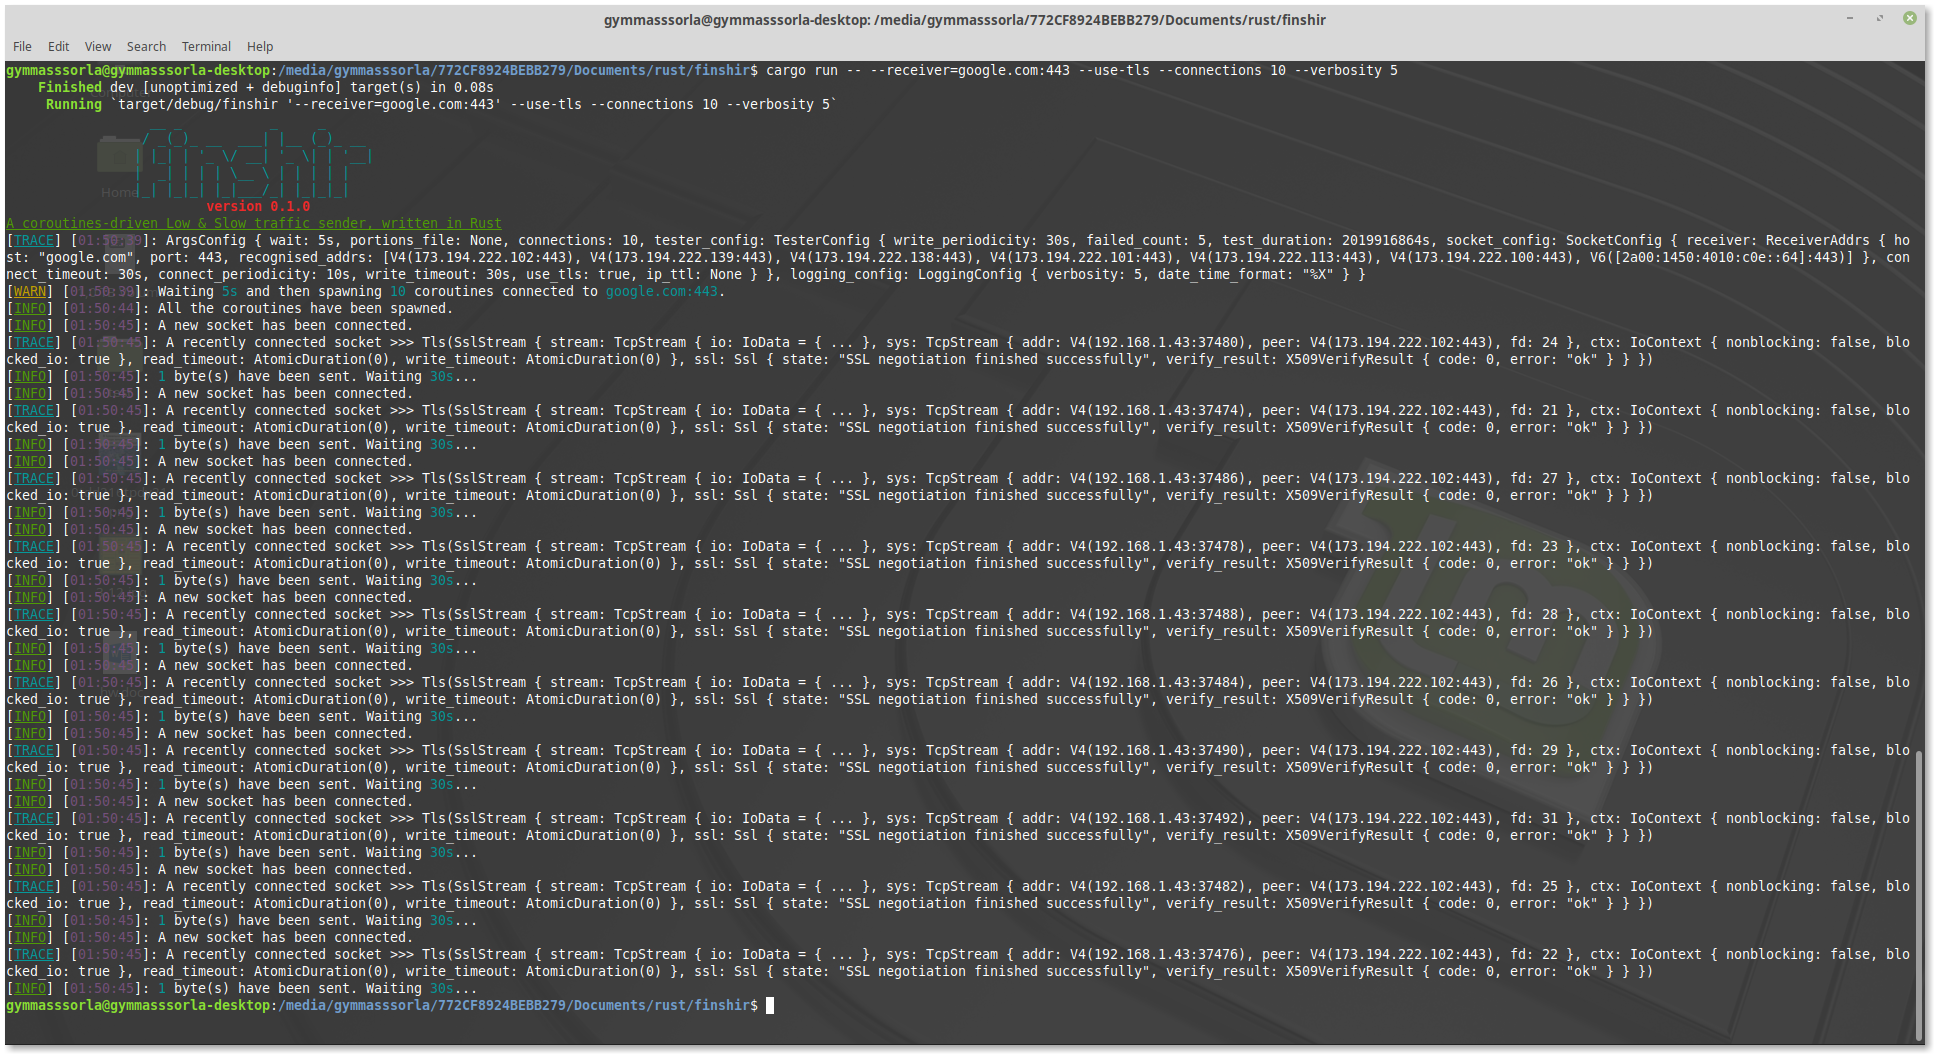 gymmasssorla@gymmasssorla-desktop: /media/gymmasssorla/772CF8924BEBB279/Documents/rust/finshir
File Edit View Search Terminal Help
gymmasssorla@gymmasssorla-desktop:/media/gymmasssorla/772CF8924BEBB279/Documents/rust/finshir$ cargo run -- --receiver=google.com:443 --use-tls --connections 10 --verbosity 5
Finished dev [unoptimized + debuginfo] target(s) in 0.08s
Running `target/debug/finshir '--receiver=google.com:443' --use-tls --connections 10 --verbosity 5`
finshir
Home
version 0.1.0
A coroutines-driven Low & Slow traffic sender, written in Rust
[TRACE] [01:50:39]: ArgsConfig { wait: 5s, portions_file: None, connections: 10, tester_config: TesterConfig { write_periodicity: 30s, failed_count: 5, test_duration: 2019916864s, socket_config: SocketConfig { receiver: ReceiverAddrs { ho
st: "google.com", port: 443, recognised_addrs: [V4(173.194.222.102:443), V4(173.194.222.139:443), V4(173.194.222.138:443), V4(173.194.222.101:443), V4(173.194.222.113:443), V4(173.194.222.100:443), V6([2a00:1450:4010:c0e::64]:443)] }, con
nect_timeout: 30s, connect_periodicity: 10s, write_timeout: 30s, use_tls: true, ip_ttl: None } }, logging_config: LoggingConfig { verbosity: 5, date_time_format: "%X" } }
[WARN] [01:50:39]: Waiting 5s and then spawning 10 coroutines connected to google.com:443.
[INFO] [01:50:44]: All the coroutines have been spawned.
[INFO] [01:50:45]: A new socket has been connected.
[TRACE] [01:50:45]: A recently connected socket >>> Tls(SslStream { stream: TcpStream { io: IoData = { ... }, sys: TcpStream { addr: V4(192.168.1.43:37480), peer: V4(173.194.222.102:443), fd: 24 }, ctx: IoContext { nonblocking: false, blo
cked_io: true }, read_timeout: AtomicDuration(0), write_timeout: AtomicDuration(0) }, ssl: Ssl { state: "SSL negotiation finished successfully", verify_result: X509VerifyResult { code: 0, error: "ok" } } })
[INFO] [01:50:45]: 1 byte(s) have been sent. Waiting 30s...
[INFO] [01:50:45]: A new socket has been connected.
[TRACE] [01:50:45]: A recently connected socket >>> Tls(SslStream { stream: TcpStream { io: IoData = { ... }, sys: TcpStream { addr: V4(192.168.1.43:37474), peer: V4(173.194.222.102:443), fd: 21 }, ctx: IoContext { nonblocking: false, blo
cked_io: true }, read_timeout: AtomicDuration(0), write_timeout: AtomicDuration(0) }, ssl: Ssl { state: "SSL negotiation finished successfully", verify_result: X509VerifyResult { code: 0, error: "ok" } } })
[INFO] [01:50:45]: 1 byte(s) have been sent. Waiting 30s...
[INFO] [01:50:45]: A new socket has been connected.
[TRACE] [01:50:45]: A recently connected socket >>> Tls(SslStream { stream: TcpStream { io: IoData = { ... }, sys: TcpStream { addr: V4(192.168.1.43:37486), peer: V4(173.194.222.102:443), fd: 27 }, ctx: IoContext { nonblocking: false, blo
cked_io: true }, read_timeout: AtomicDuration(0), write_timeout: AtomicDuration(0) }, ssl: Ssl { state: "SSL negotiation finished successfully", verify_result: X509VerifyResult { code: 0, error: "ok" } } })
[INFO] [01:50:45]: 1 byte(s) have been sent. Waiting 30s...
[INFO] [01:50:45]: A new socket has been connected.
[TRACE] [01:50:45]: A recently connected socket >>> Tls(SslStream { stream: TcpStream { io: IoData = { ... }, sys: TcpStream { addr: V4(192.168.1.43:37478), peer: V4(173.194.222.102:443), fd: 23 }, ctx: IoContext { nonblocking: false, blo
cked_io: true }, read_timeout: AtomicDuration(0), write_timeout: AtomicDuration(0) }, ssl: Ssl { state: "SSL negotiation finished successfully", verify_result: X509VerifyResult { code: 0, error: "ok" } } })
[INFO] [01:50:45]: 1 byte(s) have been sent. Waiting 30s...
[INFO] [01:50:45]: A new socket has been connected.
[TRACE] [01:50:45]: A recently connected socket >>> Tls(SslStream { stream: TcpStream { io: IoData = { ... }, sys: TcpStream { addr: V4(192.168.1.43:37488), peer: V4(173.194.222.102:443), fd: 28 }, ctx: IoContext { nonblocking: false, blo
cked_io: true }, read_timeout: AtomicDuration(0), write_timeout: AtomicDuration(0) }, ssl: Ssl { state: "SSL negotiation finished successfully", verify_result: X509VerifyResult { code: 0, error: "ok" } } })
[INFO] [01:50:45]: 1 byte(s) have been sent. Waiting 30s...
[INFO] [01:50:45]: A new socket has been connected.
[TRACE] [01:50:45]: A recently connected socket >>> Tls(SslStream { stream: TcpStream { io: IoData = { ... }, sys: TcpStream { addr: V4(192.168.1.43:37484), peer: V4(173.194.222.102:443), fd: 26 }, ctx: IoContext { nonblocking: false, blo
cked_io: true }, read_timeout: AtomicDuration(0), write_timeout: AtomicDuration(0) }, ssl: Ssl { state: "SSL negotiation finished successfully", verify_result: X509VerifyResult { code: 0, error: "ok" } } })
[INFO] [01:50:45]: 1 byte(s) have been sent. Waiting 30s...
[INFO] [01:50:45]: A new socket has been connected.
[TRACE] [01:50:45]: A recently connected socket >>> Tls(SslStream { stream: TcpStream { io: IoData = { ... }, sys: TcpStream { addr: V4(192.168.1.43:37490), peer: V4(173.194.222.102:443), fd: 29 }, ctx: IoContext { nonblocking: false, blo
cked_io: true }, read_timeout: AtomicDuration(0), write_timeout: AtomicDuration(0) }, ssl: Ssl { state: "SSL negotiation finished successfully", verify_result: X509VerifyResult { code: 0, error: "ok" } } })
[INFO] [01:50:45]: 1 byte(s) have been sent. Waiting 30s...
[INFO] [01:50:45]: A new socket has been connected.
[TRACE] [01:50:45]: A recently connected socket >>> Tls(SslStream { stream: TcpStream { io: IoData = { ... }, sys: TcpStream { addr: V4(192.168.1.43:37492), peer: V4(173.194.222.102:443), fd: 31 }, ctx: IoContext { nonblocking: false, blo
cked_io: true }, read_timeout: AtomicDuration(0), write_timeout: AtomicDuration(0) }, ssl: Ssl { state: "SSL negotiation finished successfully", verify_result: X509VerifyResult { code: 0, error: "ok" } } })
[INFO] [01:50:45]: 1 byte(s) have been sent. Waiting 30s...
[INFO] [01:50:45]: A new socket has been connected.
[TRACE] [01:50:45]: A recently connected socket >>> Tls(SslStream { stream: TcpStream { io: IoData = { ... }, sys: TcpStream { addr: V4(192.168.1.43:37482), peer: V4(173.194.222.102:443), fd: 25 }, ctx: IoContext { nonblocking: false, blo
cked_io: true }, read_timeout: AtomicDuration(0), write_timeout: AtomicDuration(0) }, ssl: Ssl { state: "SSL negotiation finished successfully", verify_result: X509VerifyResult { code: 0, error: "ok" } } })
[INFO] [01:50:45]: 1 byte(s) have been sent. Waiting 30s...
[INFO] [01:50:45]: A new socket has been connected.
[TRACE] [01:50:45]: A recently connected socket >>> Tls(SslStream { stream: TcpStream { io: IoData = { ... }, sys: TcpStream { addr: V4(192.168.1.43:37476), peer: V4(173.194.222.102:443), fd: 22 }, ctx: IoContext { nonblocking: false, blo
cked_io: true }, read_timeout: AtomicDuration(0), write_timeout: AtomicDuration(0) }, ssl: Ssl { state: "SSL negotiation finished successfully", verify_result: X509VerifyResult { code: 0, error: "ok" } } })
[INFO] [01:50:45]: 1 byte(s) have been sent. Waiting 30s...
gymmasssorla@gymmasssorla-desktop:/media/gymmasssorla/772CF8924BEBB279/Documents/rust/finshir$